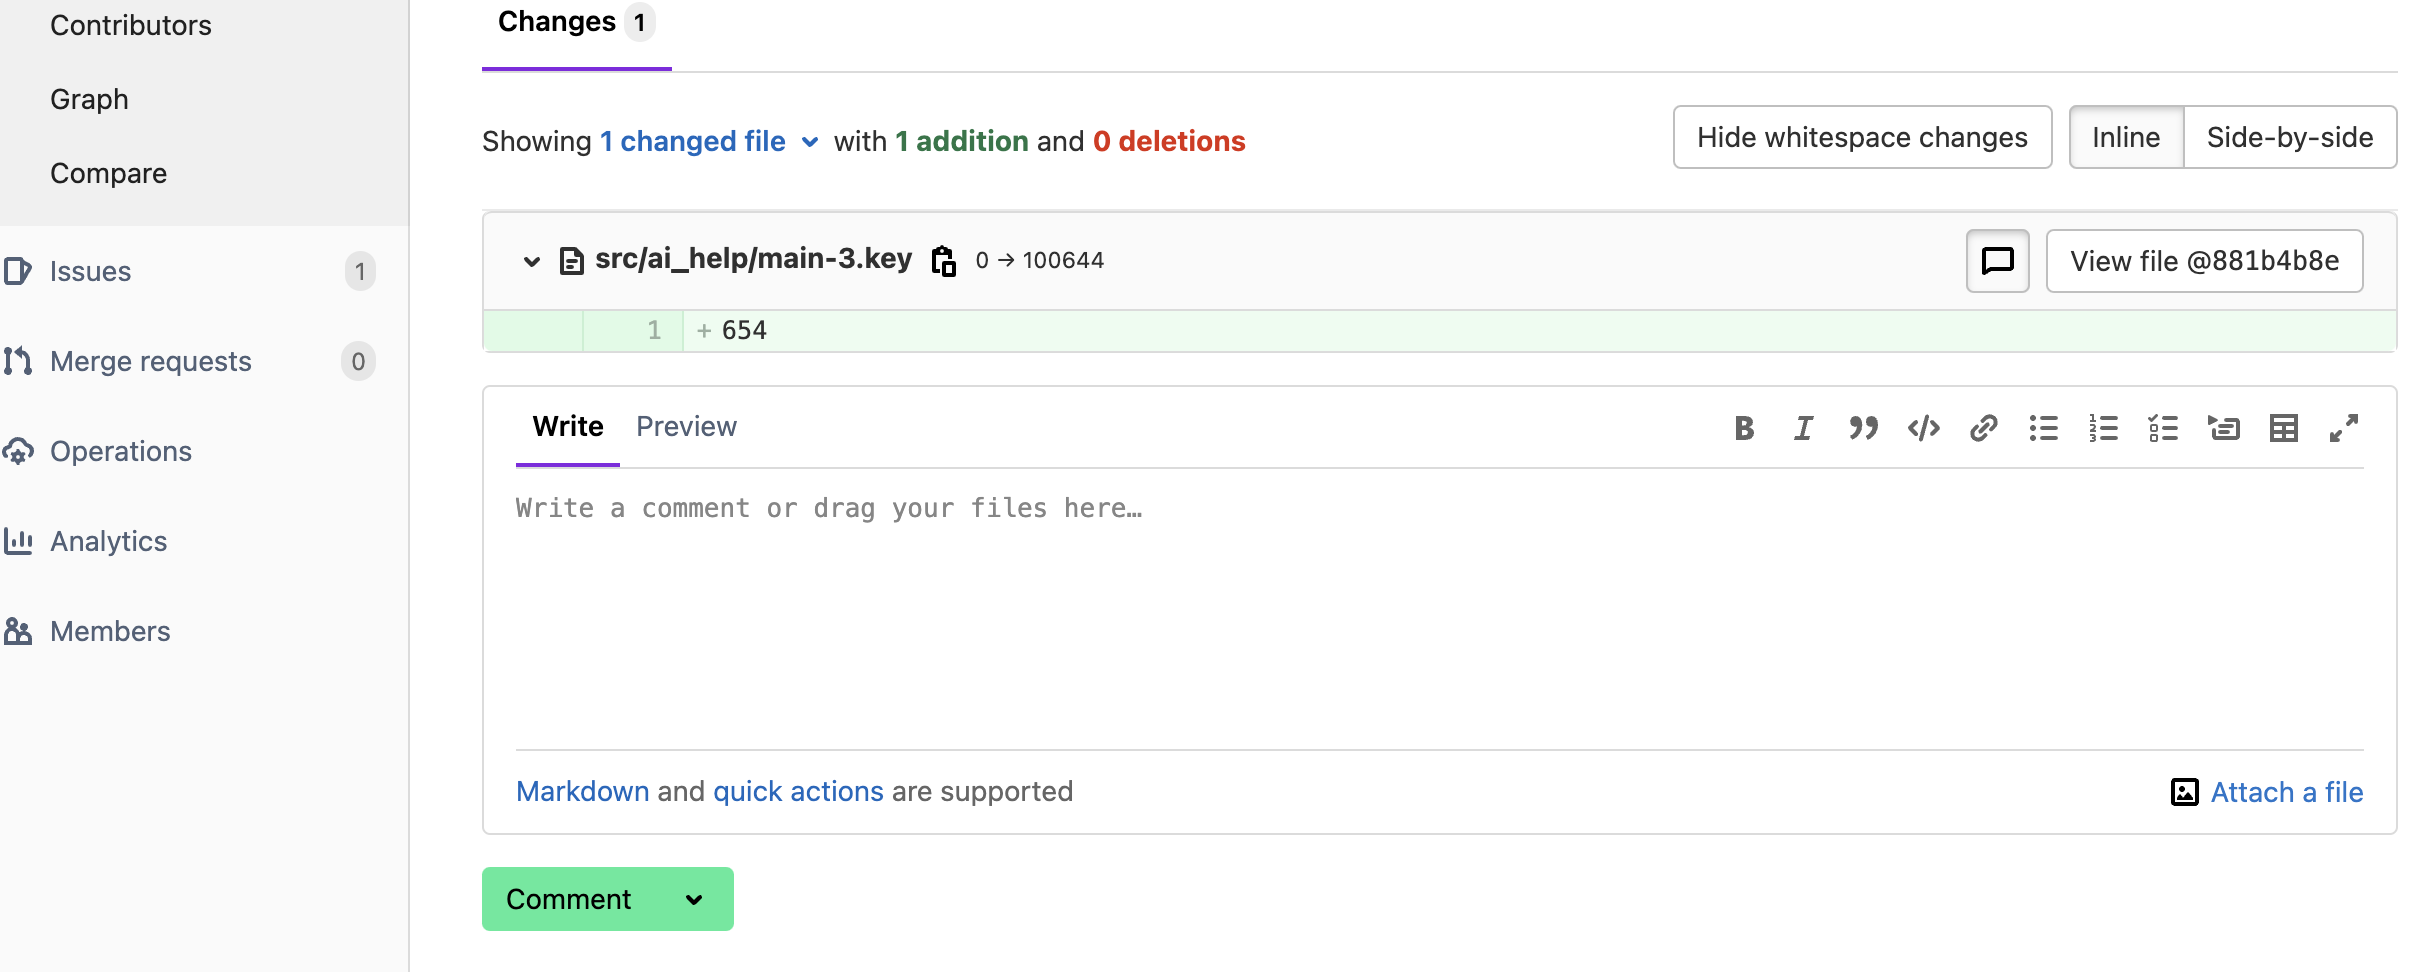 Contributors
Graph
Compare
Issues 1
Merge requests 0
Operations
Analytics
Members
Changes 1
Showing 1 changed file with 1 addition and 0 deletions
Hide whitespace changes
Inline
Side-by-side
src/ai_help/main-3.key 0 → 100644
View file @881b4b8e
1 + 654
Write Preview
Write a comment or drag your files here…
Markdown and quick actions are supported
Attach a file
Comment